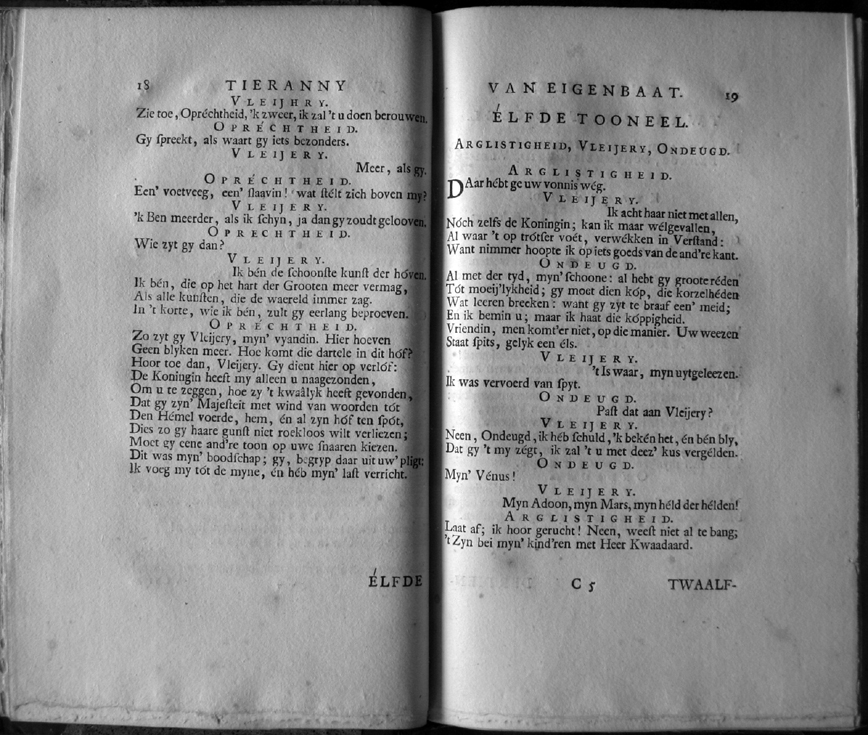 18 TIERANNY
VLEIJHRY.
Zie toe, Opréchtheid, 'k zweer, ik zal 't u doen berouwen.
OPRÉCHTHEID.
Gy ſpreekt, als waart gy iets bezonders.
VLEIJERY.
Meer, als gy.
OPRÉCHTHEID.
Een' voetveeg, een' ſlaavin! wat ſtélt zich boven my?
VLEIJERY.
'k Ben meerder, als ik ſchyn, ja dan gy zoudt gelooven.
OPRECHTHEID.
Wie zyt gy dan?
VLEIJERY.
Ik bén de ſchoonſte kunſt der hóven.
Ik bén, die op het hart der Grooten meer vermag,
Als alle kunſten, die de waereld immer zag.
In 't korte, wie ik bén, zult gy eerlang beproeven.
OPRÉCHTHEID.
Zo zyt gy Vleijery, myn' vyandin. Hier hoeven
Geen blyken meer. Hoe komt die dartele in dit hóf?
Hoor toe dan, Vleijery. Gy dient hier op verlóf:
De Koningin heeft my alleen u naagezonden,
Om u te zeggen, hoe zy 't kwaâlyk heeft gevonden,
Dat gy zyn' Majeſteit met wind van woorden tót
Den Hémel voerde, hem, én al zyn hóf ten ſpót,
Dies zo gy haare gunſt niet roekloos wilt verliezen;
Moet gy eene and're toon op uwe ſnaaren kiezen.
Dit was myn' boodſchap; gy, begryp daar uit uw' pligt:
Ik voeg my tót de myne, én héb myn' laſt verricht.
ÉLFDE
VAN EIGENBAAT. 19
ÉLFDE TOONEEL.
ARGLISTIGHEID, VLEIJERY, ONDEUGD.
ARGLISTIGHEID.
DAar hébt ge uw vonnis wég.
VLEIJERY.
Ik acht haar niet met allen,
Nóch zelfs de Koningin; kan ik maar wélgevallen,
Al waar 't op trótſer voét, verwékken in Verſtand:
Want nimmer hoopte ik op iets goeds van de and're kant.
ONDEUGD.
Al met der tyd, myn' ſchoone: al hebt gy groote réden
Tót moeij'lykheid; gy moet dien kóp, die korzelhéden
Wat leeren breeken: want gy zyt te braaf een' meid;
En ik bemin u; maar ik haat die kóppigheid.
Vriendin, men komt'er niet, op die manier. Uw weezen
Staat ſpits, gelyk een éls.
VLEIJERY.
't Is waar, myn uytgeleezen.
Ik was vervoerd van ſpyt.
ONDEUGD.
Paſt dat aan Vleijery?
VLEIJERY.
Neen, Ondeugd, ik héb ſchuld, 'k bekén het, én bén bly,
Dat gy 't my zégt, ik zal 't u met deez' kus vergélden.
ONDEUGD.
Myn' Vénus!
VLEIJERY.
Myn Adoon, myn Mars, myn héld der hélden!
ARGLISTIGHEID.
Laat af; ik hoor gerucht! Neen, weeſt niet al te bang;
't Zyn bei myn' kind'ren met Heer Kwaadaard.
C 5 TWAALF-